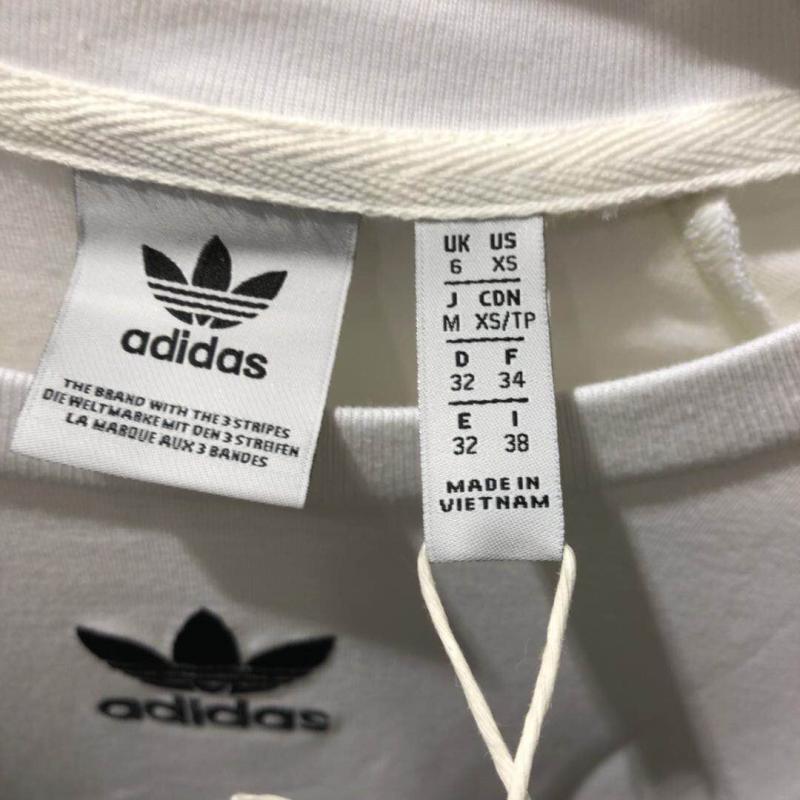 adidas
THE BRAND WITH THE 3 STRIPES
DIE WELTMARKE MIT DEN 3 STREIFEN
LA MARQUE AUX 3 BANDES
UK US
6 XS
J CDN
M XS/TP
D F
32 34
E I
32 38
MADE IN
VIETNAM
adidas